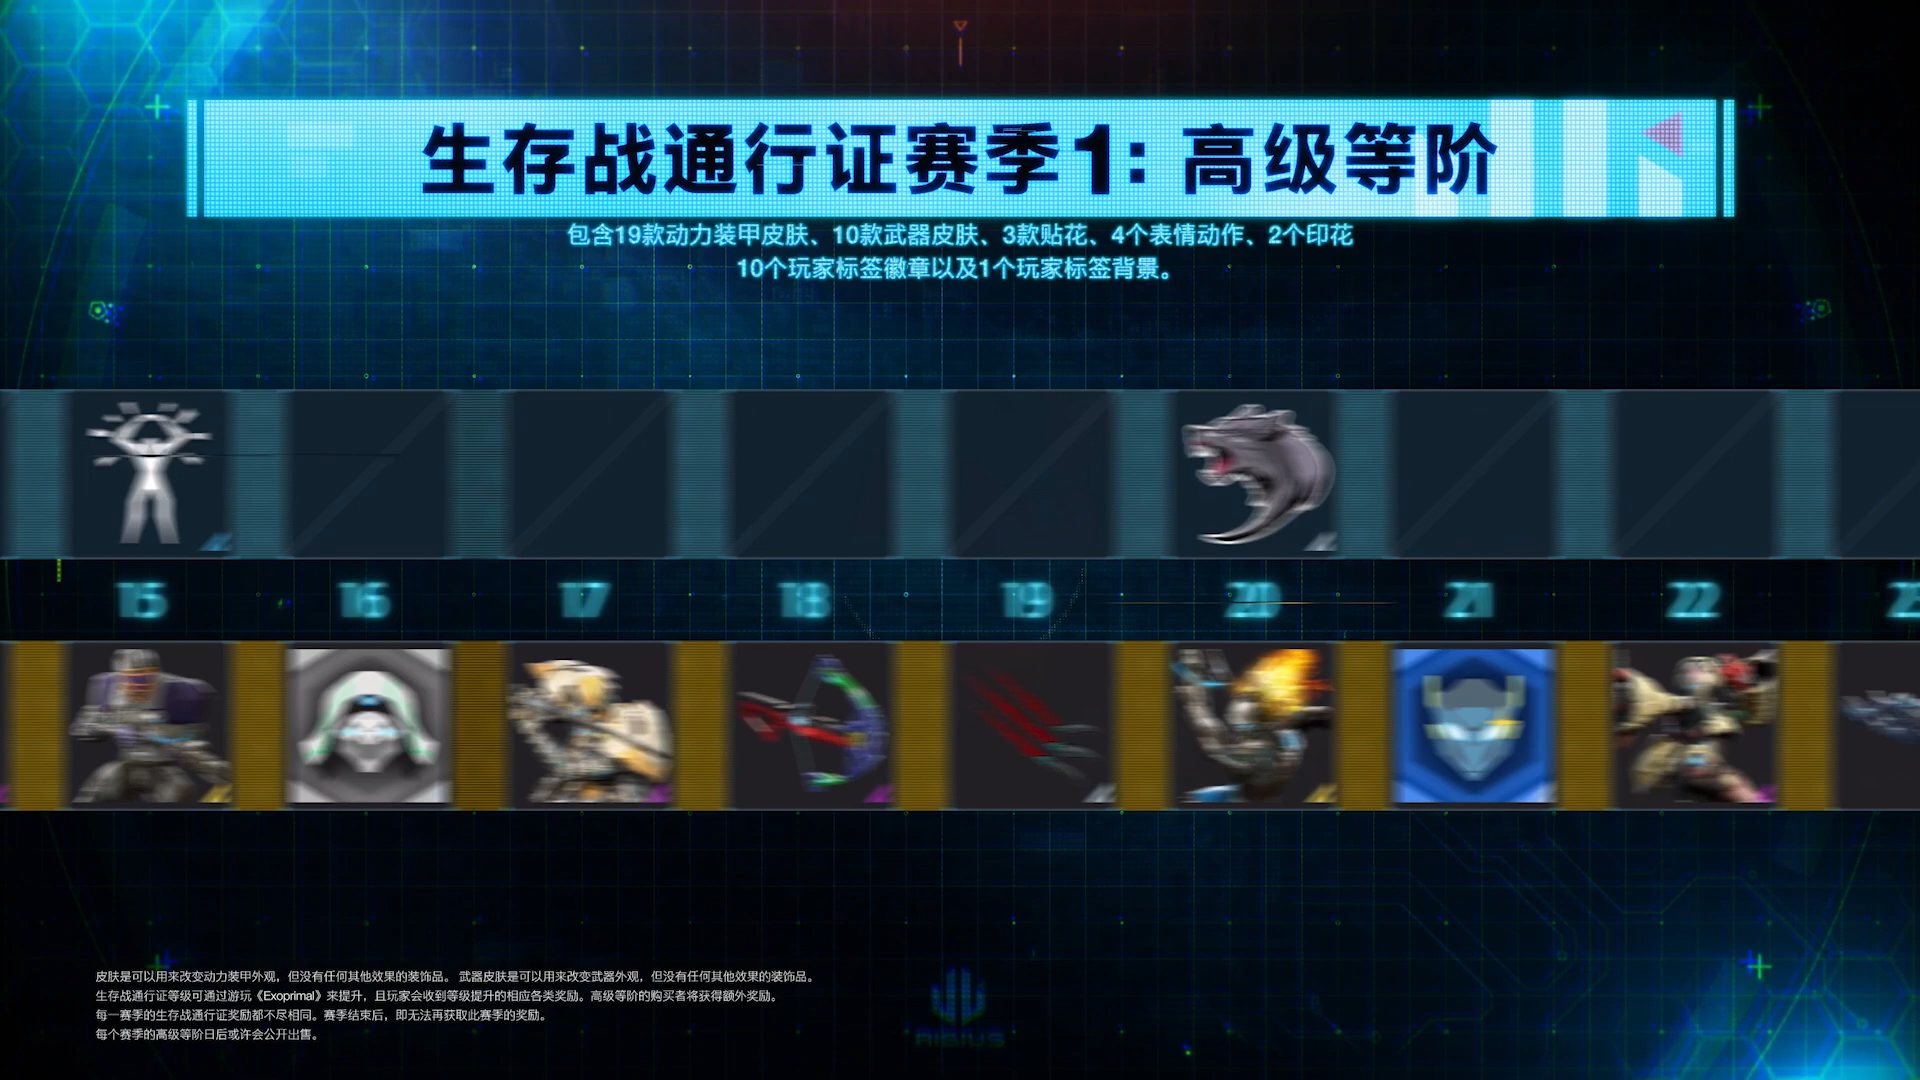 生存战通行证赛季1：高级等阶
包含19款动力装甲皮肤、10款武器皮肤、3款贴花、4个表情动作、2个印花
10个玩家标签徽章以及1个玩家标签背景。
15 16 17 18 19 20 21 22
皮肤是可以用来改变动力装甲外观，但没有任何其他效果的装饰品。 武器皮肤是可以用来改变武器外观，但没有任何其他效果的装饰品。
生存战通行证等级可通过游玩《Exoprimal》来提升，且玩家会收到等级提升的相应各类奖励。高级等阶的购买者将获得额外奖励。
每一赛季的生存战通行证奖励都不尽相同。赛季结束后，即无法再获取此赛季的奖励。
每个赛季的高级等阶日后或许会公开出售。
AIBIUS